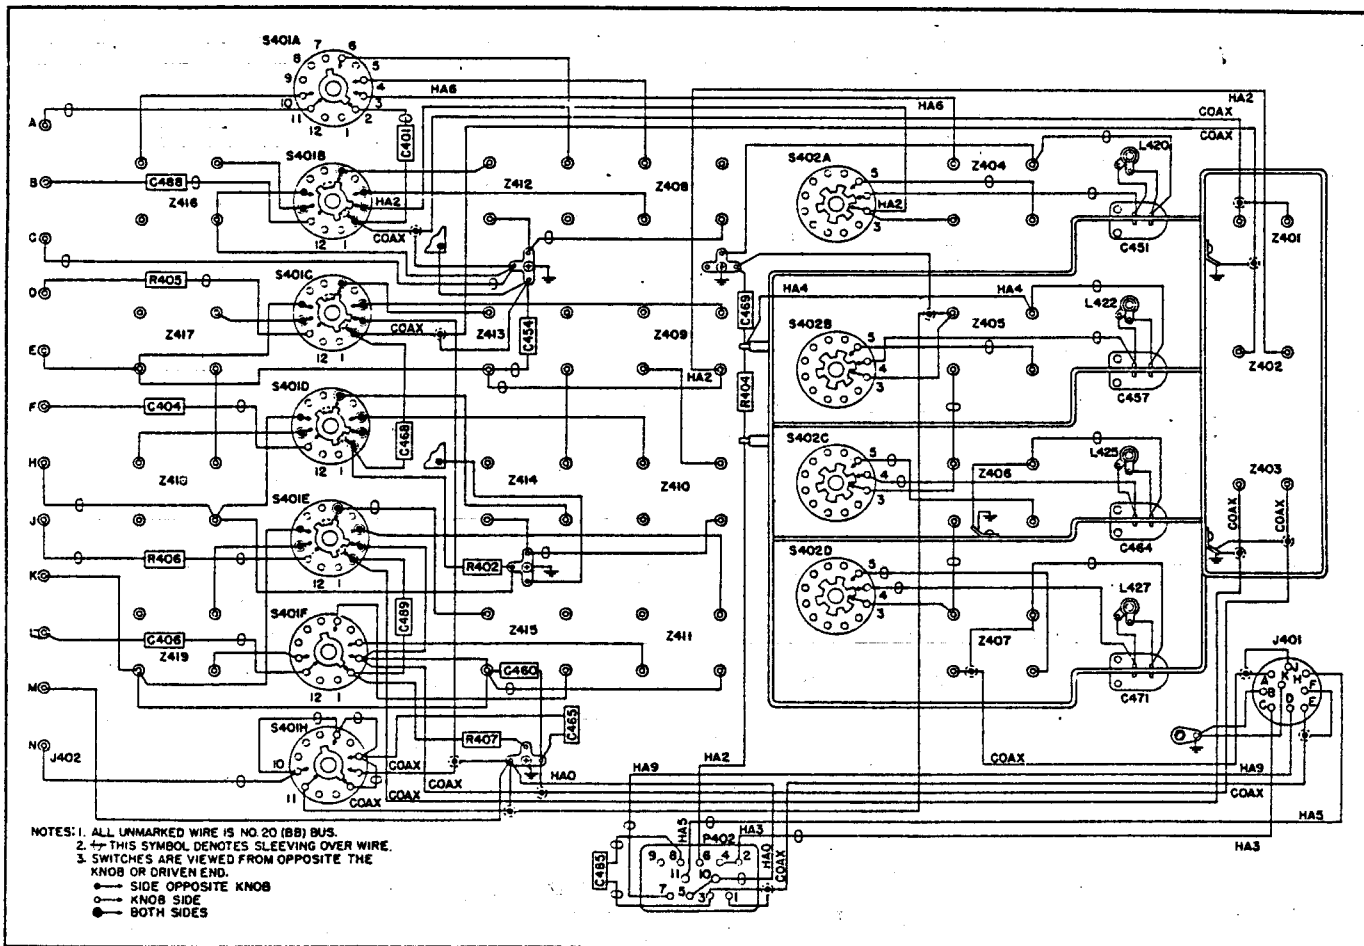 S401A 7 6
8 5
9 4 HA6 HA6 HA2
10 3 COAX
A 11 2 COAX
12 1 C401 L420
S401B S402A 5 Z404
B C488 Z412 Z408
Z416 HA2 HA2
12 1 COAX 3 C451 Z401
C
S401C HA4 HA4
D R405 C469 L422
COAX Z413 C454 Z409 S402B 5 Z405
Z417 12 1 4
E 3 Z402
S401D HA2 R404 C457
F C404 C468
12 1 S402C L425
H Z418 Z414 Z410 5 Z406 Z403
S401E 4
J 3 COAX COAX
R406 R402 C464
K 12 1 S402D
S401F C489 5 L427
L C406 Z415 Z411 4
Z419 C460 3 Z407 J401
M 12 1 C471
S401H C465 A B C D E F H J K
N J402 10 R407
COAX HA2 COAX
11 COAX COAX HA0 HA9 HA9
COAX COAX
HA5 HA5
HA3 P402 HA3
C485 9 8 6 4 2 HA0 COAX
11 10
7 5 3 1
NOTES: 1. ALL UNMARKED WIRE IS NO. 20 (BB) BUS.
2. THIS SYMBOL DENOTES SLEEVING OVER WIRE.
3. SWITCHES ARE VIEWED FROM OPPOSITE THE
KNOB OR DRIVEN END.
SIDE OPPOSITE KNOB
KNOB SIDE
BOTH SIDES